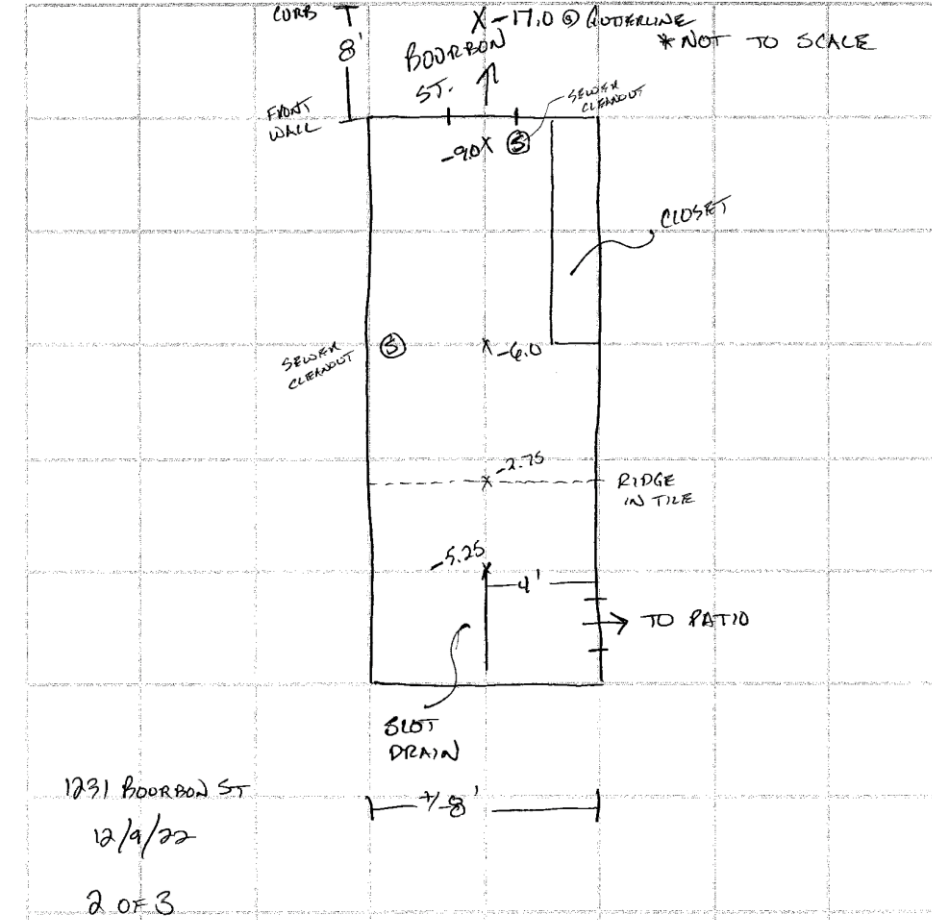 CURB
8'
X -17.0 @ GUTTERLINE
* NOT TO SCALE
BOURBON
ST.
SEWER
CLEANOUT
FRONT
WALL
-9.0 X
S
CLOSET
SEWER
CLEANOUT
S
X -6.0
-2.75
X
RIDGE
IN TILE
-5.25
X
4'
TO PATIO
SLOT
DRAIN
1231 BOURBON ST
+/- 8'
12/9/22
2 OF 3